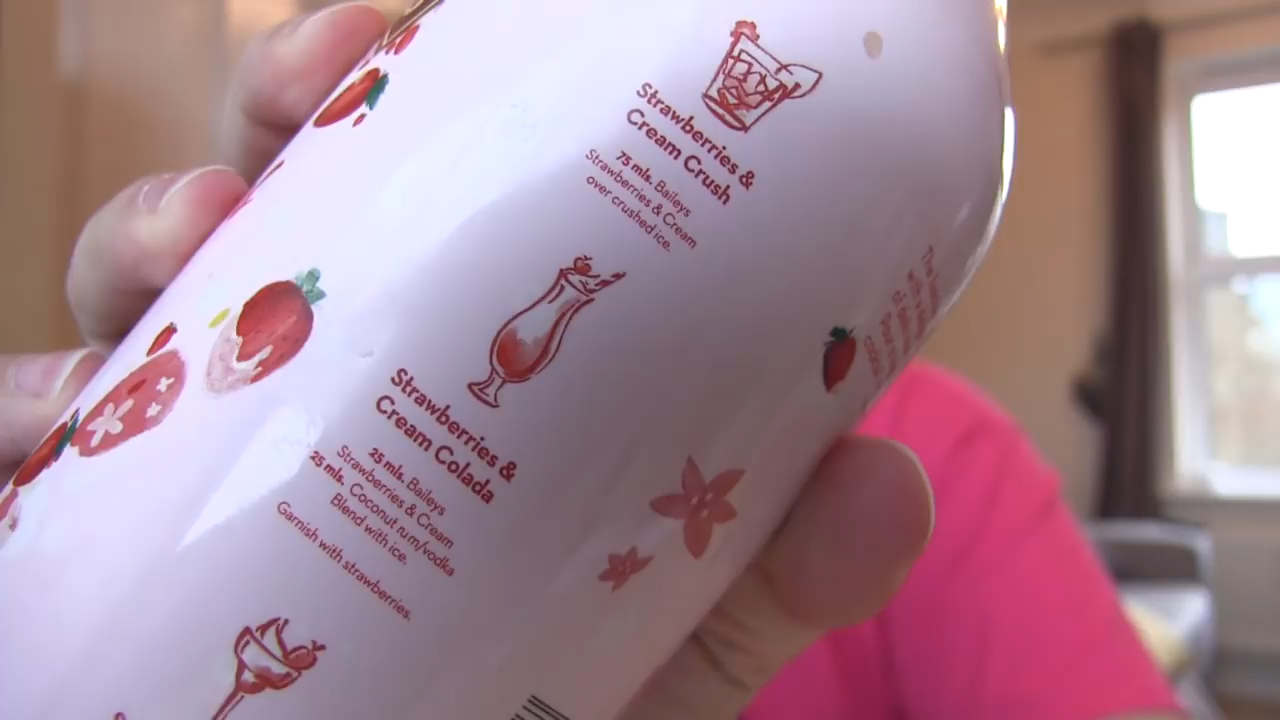 Strawberries &
Cream Crush
75 mls. Baileys
Strawberries & Cream
over crushed ice.
Strawberries &
Cream Colada
25 mls. Baileys
Strawberries & Cream
25 mls. Coconut rum/vodka
Blend with ice.
Garnish with strawberries.